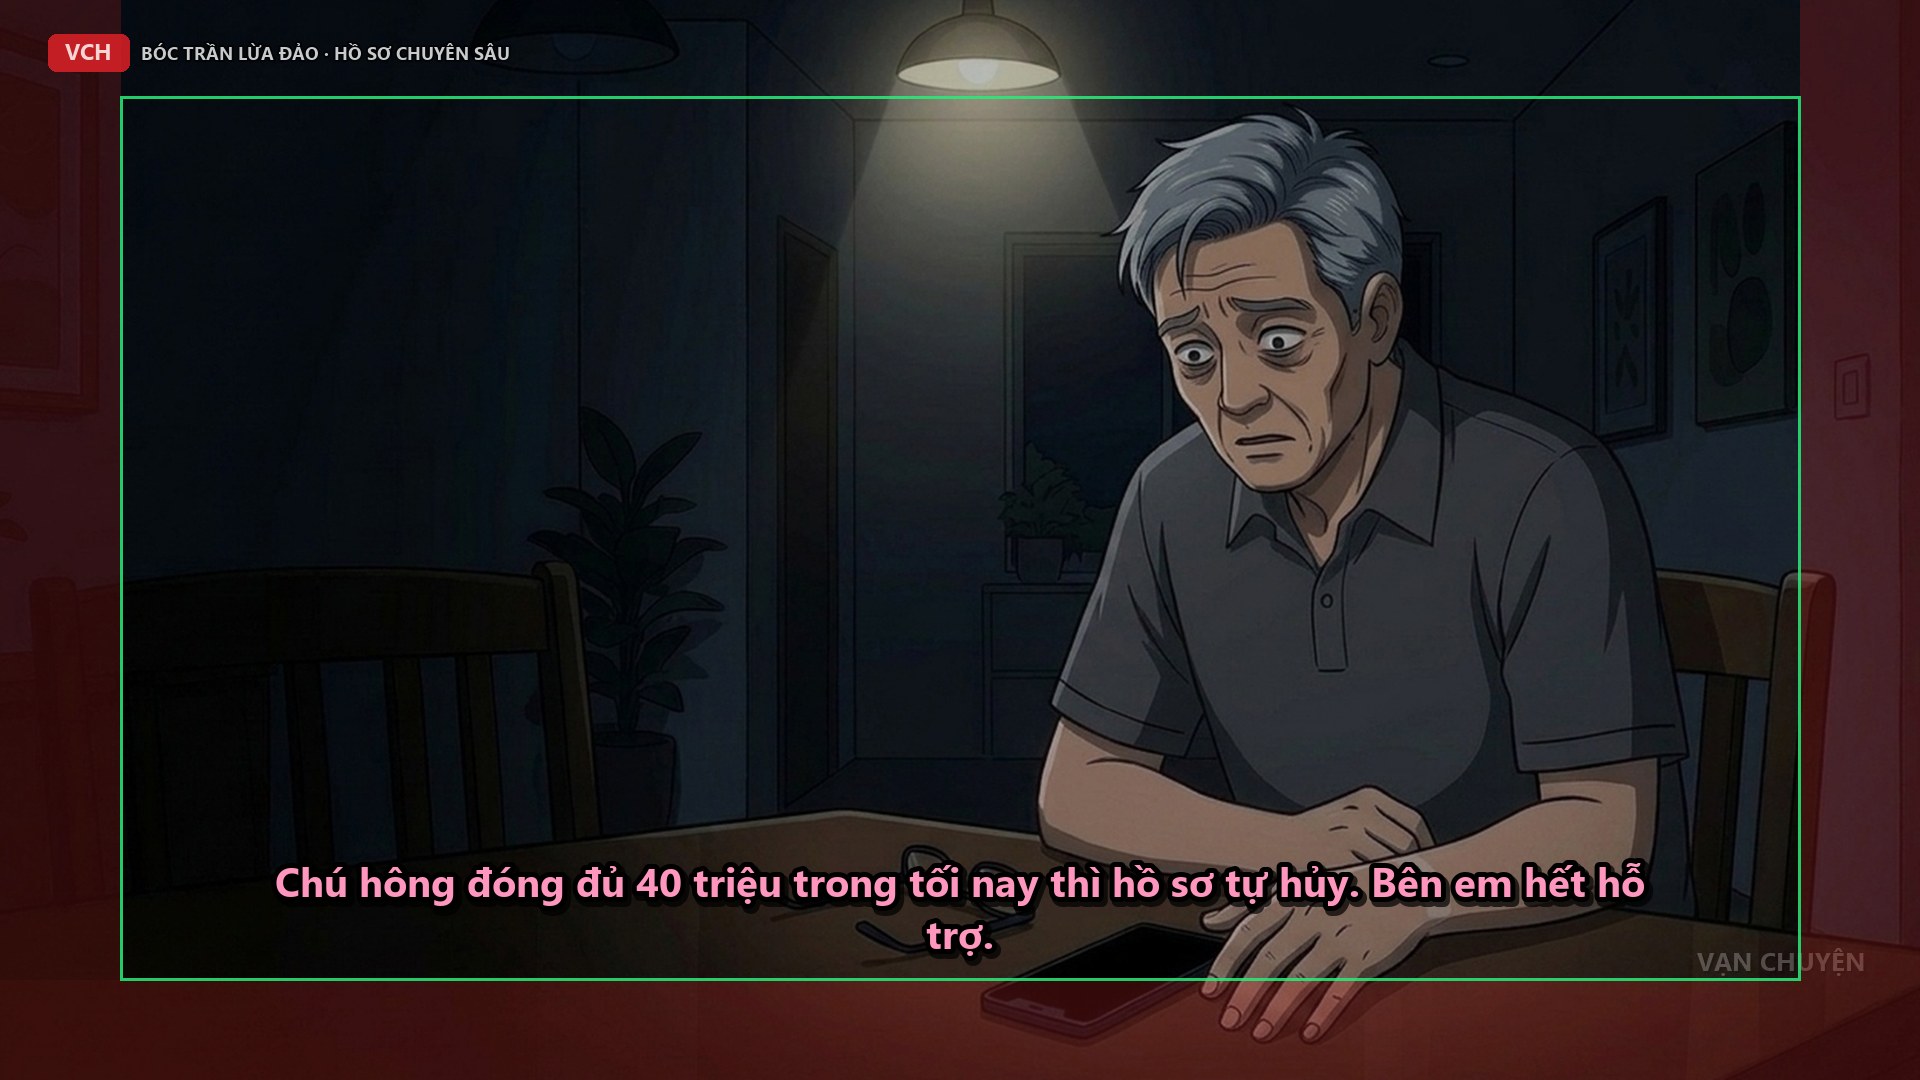 VCH BÓC TRẦN LỪA ĐẢO · HỒ SƠ CHUYÊN SÂU
Chú hông đóng đủ 40 triệu trong tối nay thì hồ sơ tự hủy. Bên em hết hỗ
trợ.
VẠN CHUYỆN